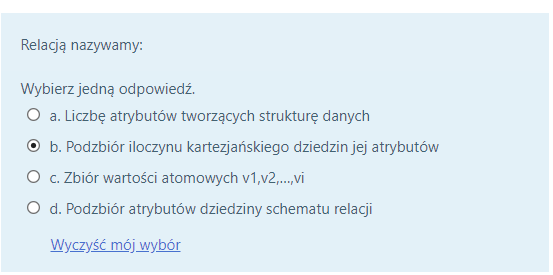 Relacją nazywamy:
Wybierz jedną odpowiedź.
a. Liczbę atrybutów tworzących strukturę danych
b. Podzbiór iloczynu kartezjańskiego dziedzin jej atrybutów
c. Zbiór wartości atomowych v1,v2,...,vi
d. Podzbiór atrybutów dziedziny schematu relacji
Wyczyść mój wybór